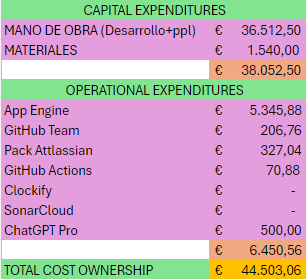 CAPITAL EXPENDITURES
MANO DE OBRA (Desarrollo+ppl) € 36.512,50
MATERIALES € 1.540,00
€ 38.052,50
OPERATIONAL EXPENDITURES
App Engine € 5.345,88
GitHub Team € 206,76
Pack Attlassian € 327,04
GitHub Actions € 70,88
Clockify € -
SonarCloud € -
ChatGPT Pro € 500,00
€ 6.450,56
TOTAL COST OWNERSHIP € 44.503,06